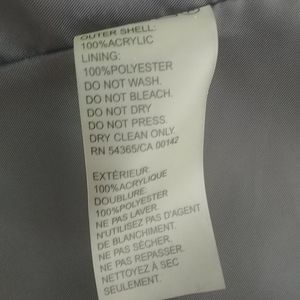 OUTER SHELL:
100%ACRYLIC
LINING:
100%POLYESTER
DO NOT WASH.
DO NOT BLEACH.
DO NOT DRY
DO NOT PRESS.
DRY CLEAN ONLY.
RN 54365/CA 00142
EXTÉRIEUR.
100%ACRYLIQUE
DOUBLURE.
100%POLYESTER
NE PAS LAVER.
N'UTILISEZ PAS D'AGENT
DE BLANCHIMENT.
NE PAS SÉCHER.
NE PAS REPASSER.
NETTOYEZ À SEC
SEULEMENT.